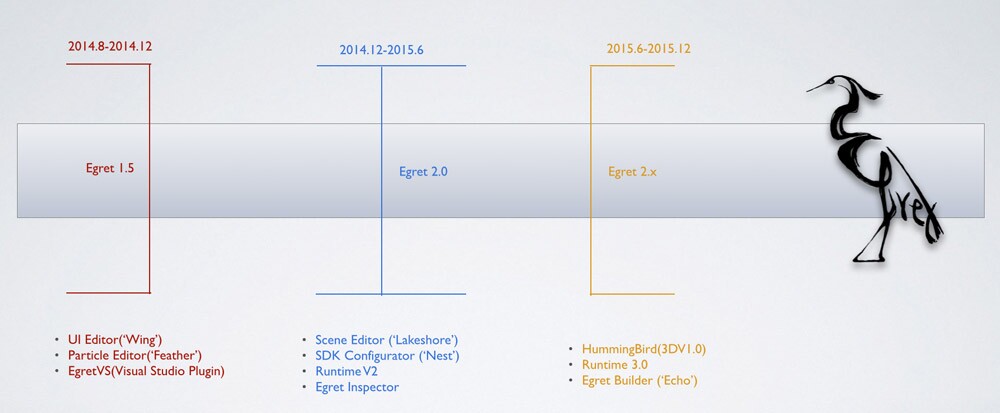 2014.8-2014.12
2014.12-2015.6
2015.6-2015.12
Egret 1.5
Egret 2.0
Egret 2.x
Egret
• UI Editor(‘Wing’)
• Particle Editor(‘Feather’)
• EgretVS(Visual Studio Plugin)
• Scene Editor (‘Lakeshore’)
• SDK Configurator (‘Nest’)
• Runtime V2
• Egret Inspector
• HummingBird(3DV1.0)
• Runtime 3.0
• Egret Builder (‘Echo’)